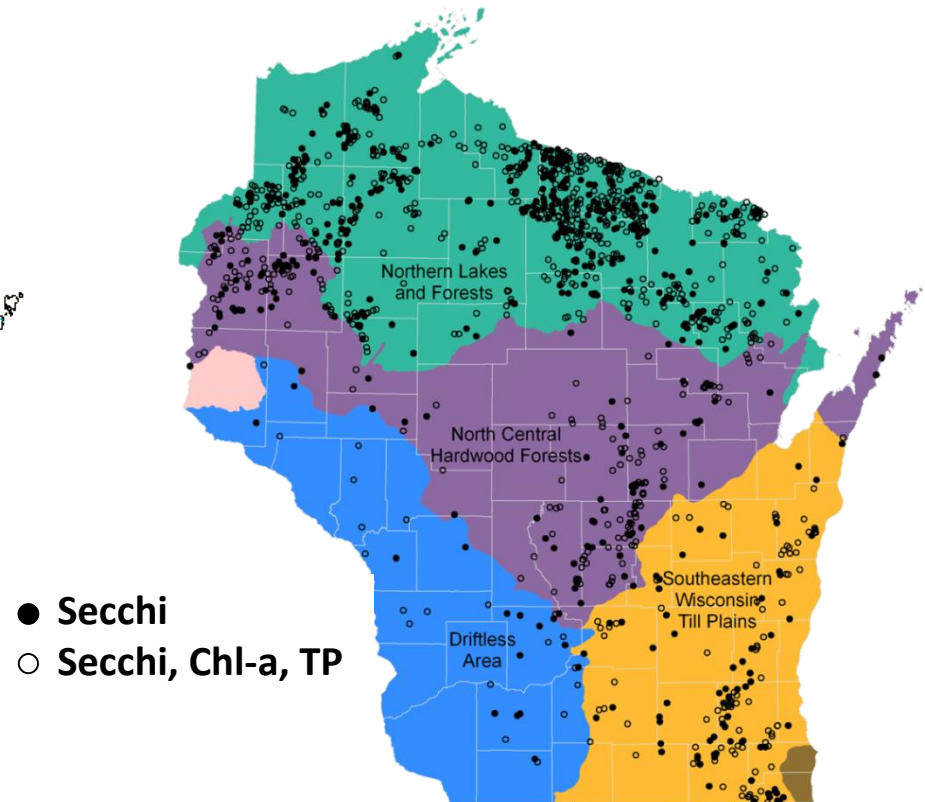 Northern Lakes
and Forests
North Central
Hardwood Forests
Southeastern
Wisconsin
Till Plains
Driftless
Area
Secchi
Secchi, Chl-a, TP